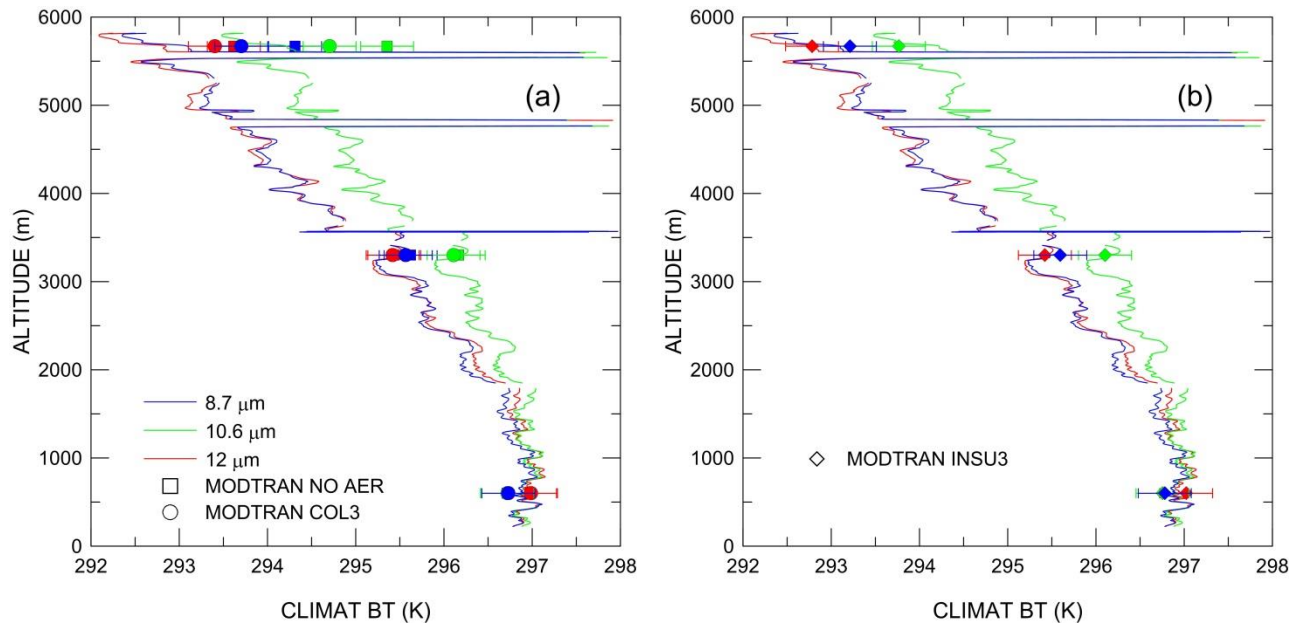 6000
5000
4000
3000
2000
1000
0
ALTITUDE (m)
(a)
8.7 μm
10.6 μm
12 μm
MODTRAN NO AER
MODTRAN COL3
292 293 294 295 296 297 298
CLIMAT BT (K)
6000
5000
4000
3000
2000
1000
0
ALTITUDE (m)
(b)
MODTRAN INSU3
292 293 294 295 296 297 298
CLIMAT BT (K)